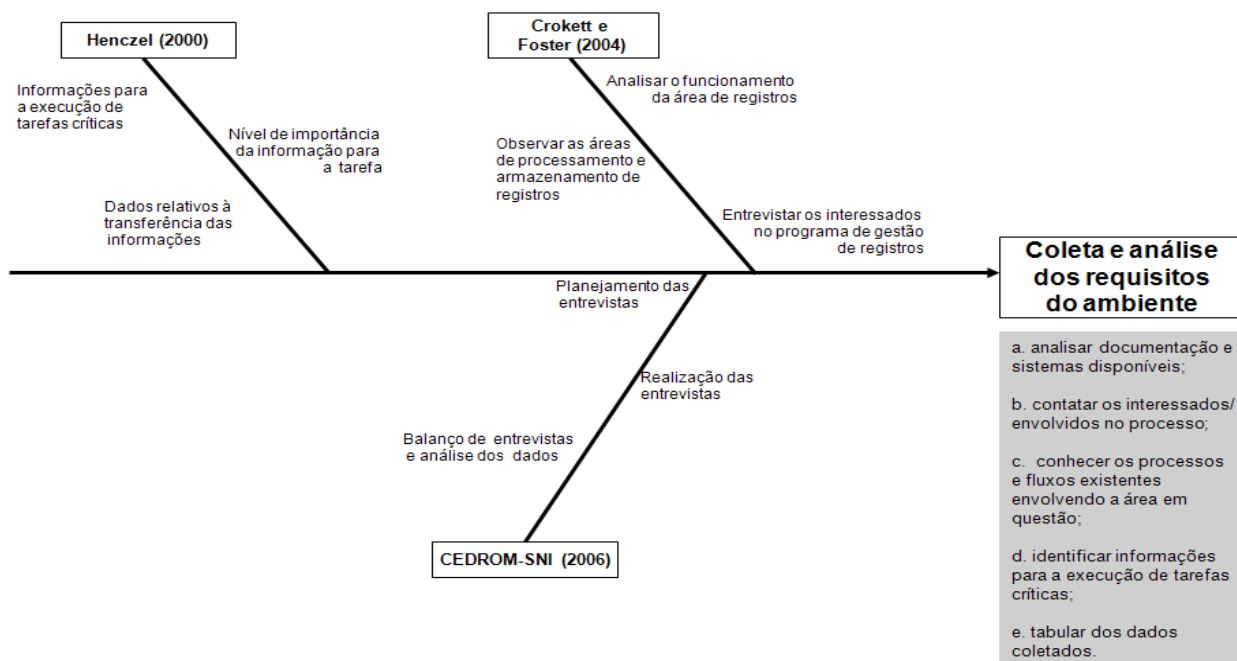 Henczel (2000)
Informações para
a execução de
tarefas críticas
Nível de importância
da informação para
a tarefa
Dados relativos à
transferência das
informações
Crokett e
Foster (2004)
Analisar o funcionamento
da área de registros
Observar as áreas
de processamento e
armazenamento de
registros
Entrevistar os interessados
no programa de gestão
de registros
Planejamento das
entrevistas
Realização das
entrevistas
Balanço de entrevistas
e análise dos dados
CEDROM-SNI (2006)
Coleta e análise
dos requisitos
do ambiente
a. analisar documentação e
sistemas disponíveis;
b. contatar os interessados/
envolvidos no processo;
c. conhecer os processos
e fluxos existentes
envolvendo a área em
questão;
d. identificar informações
para a execução de tarefas
críticas;
e. tabular dos dados
coletados.